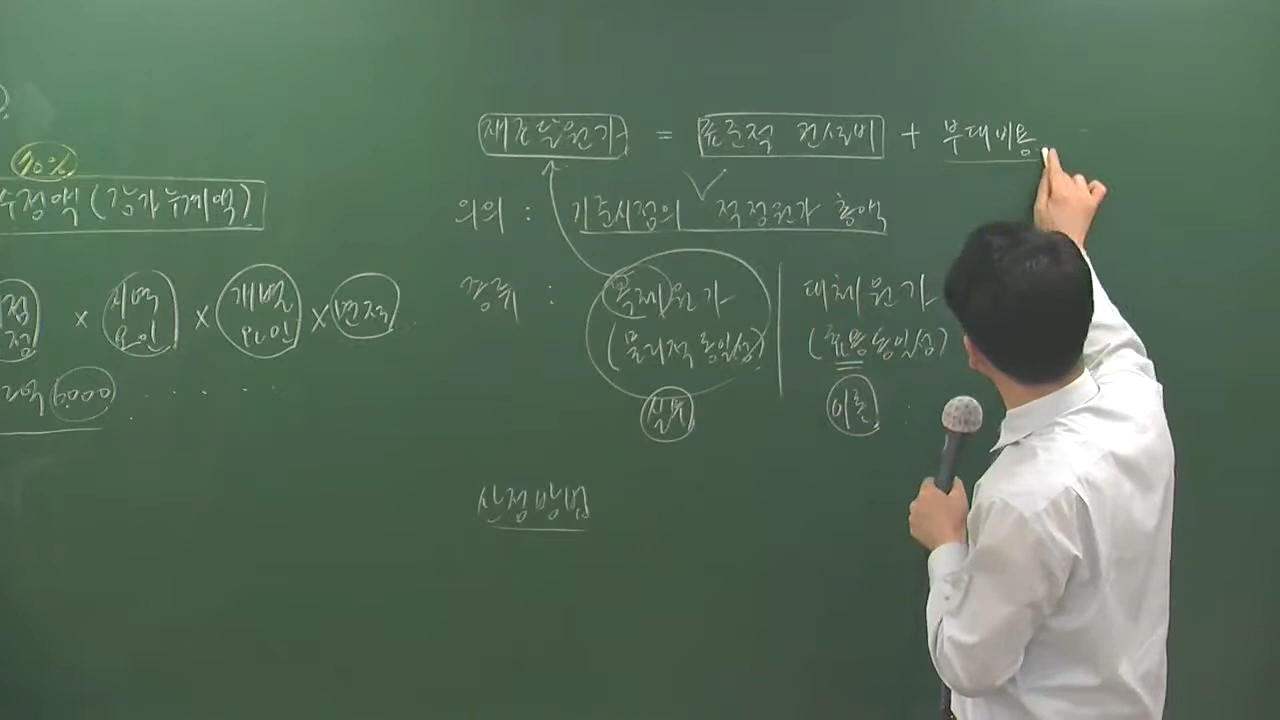 90%
수정액 (감가누계액)
× 지역요인 × 개별요인 × 면적
6000
재조달원가 = 표준적 건설비 + 부대비용
의의 : 기준시점의 적정원가 총액
종류 : 복제원가 | 대체원가
(물리적 동일성) (효용동일성)
실무 이론
산정방법